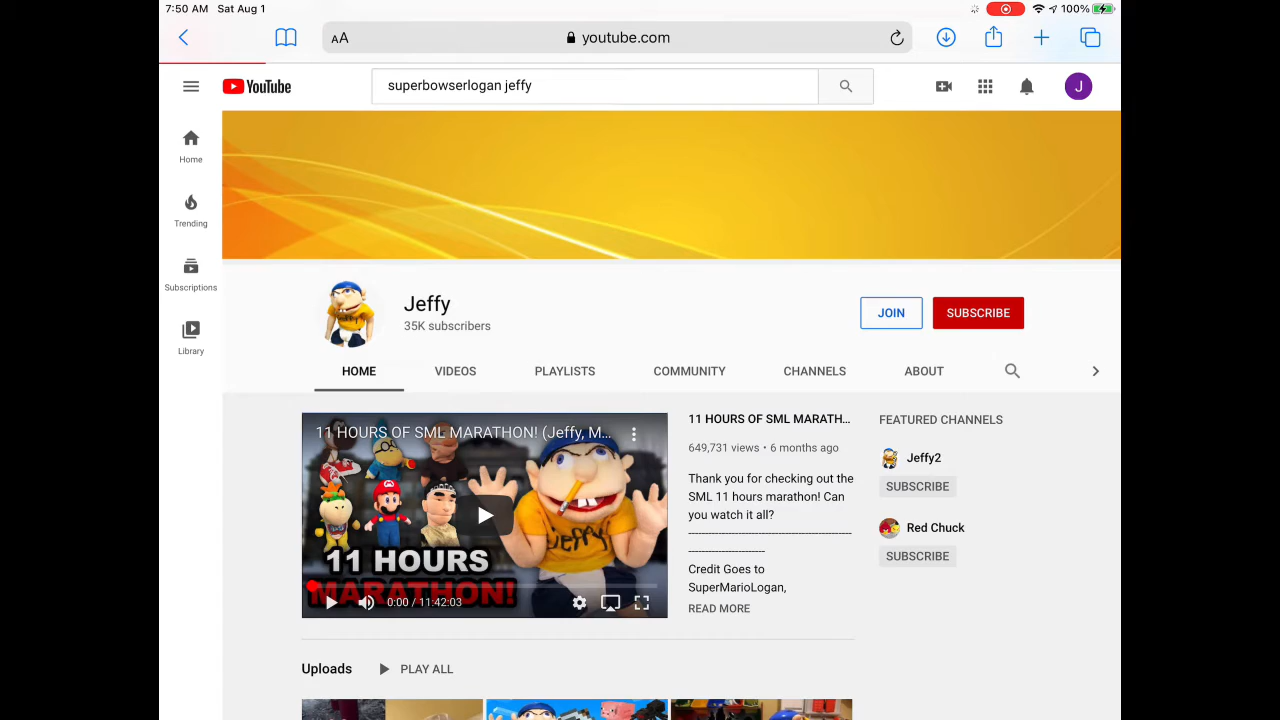 7:50 AM Sat Aug 1
100%
AA
youtube.com
YouTube
superbowserlogan jeffy
J
Home
Trending
Subscriptions
Library
Jeffy
35K subscribers
JOIN
SUBSCRIBE
HOME
VIDEOS
PLAYLISTS
COMMUNITY
CHANNELS
ABOUT
11 HOURS OF SML MARATHON! (Jeffy, M...
Jeffy
11 HOURS
MARATHON!
0:00 / 11:42:03
11 HOURS OF SML MARATH...
649,731 views • 6 months ago
Thank you for checking out the
SML 11 hours marathon! Can
you watch it all?
Credit Goes to
SuperMarioLogan,
READ MORE
FEATURED CHANNELS
Jeffy2
SUBSCRIBE
Red Chuck
SUBSCRIBE
Uploads
PLAY ALL